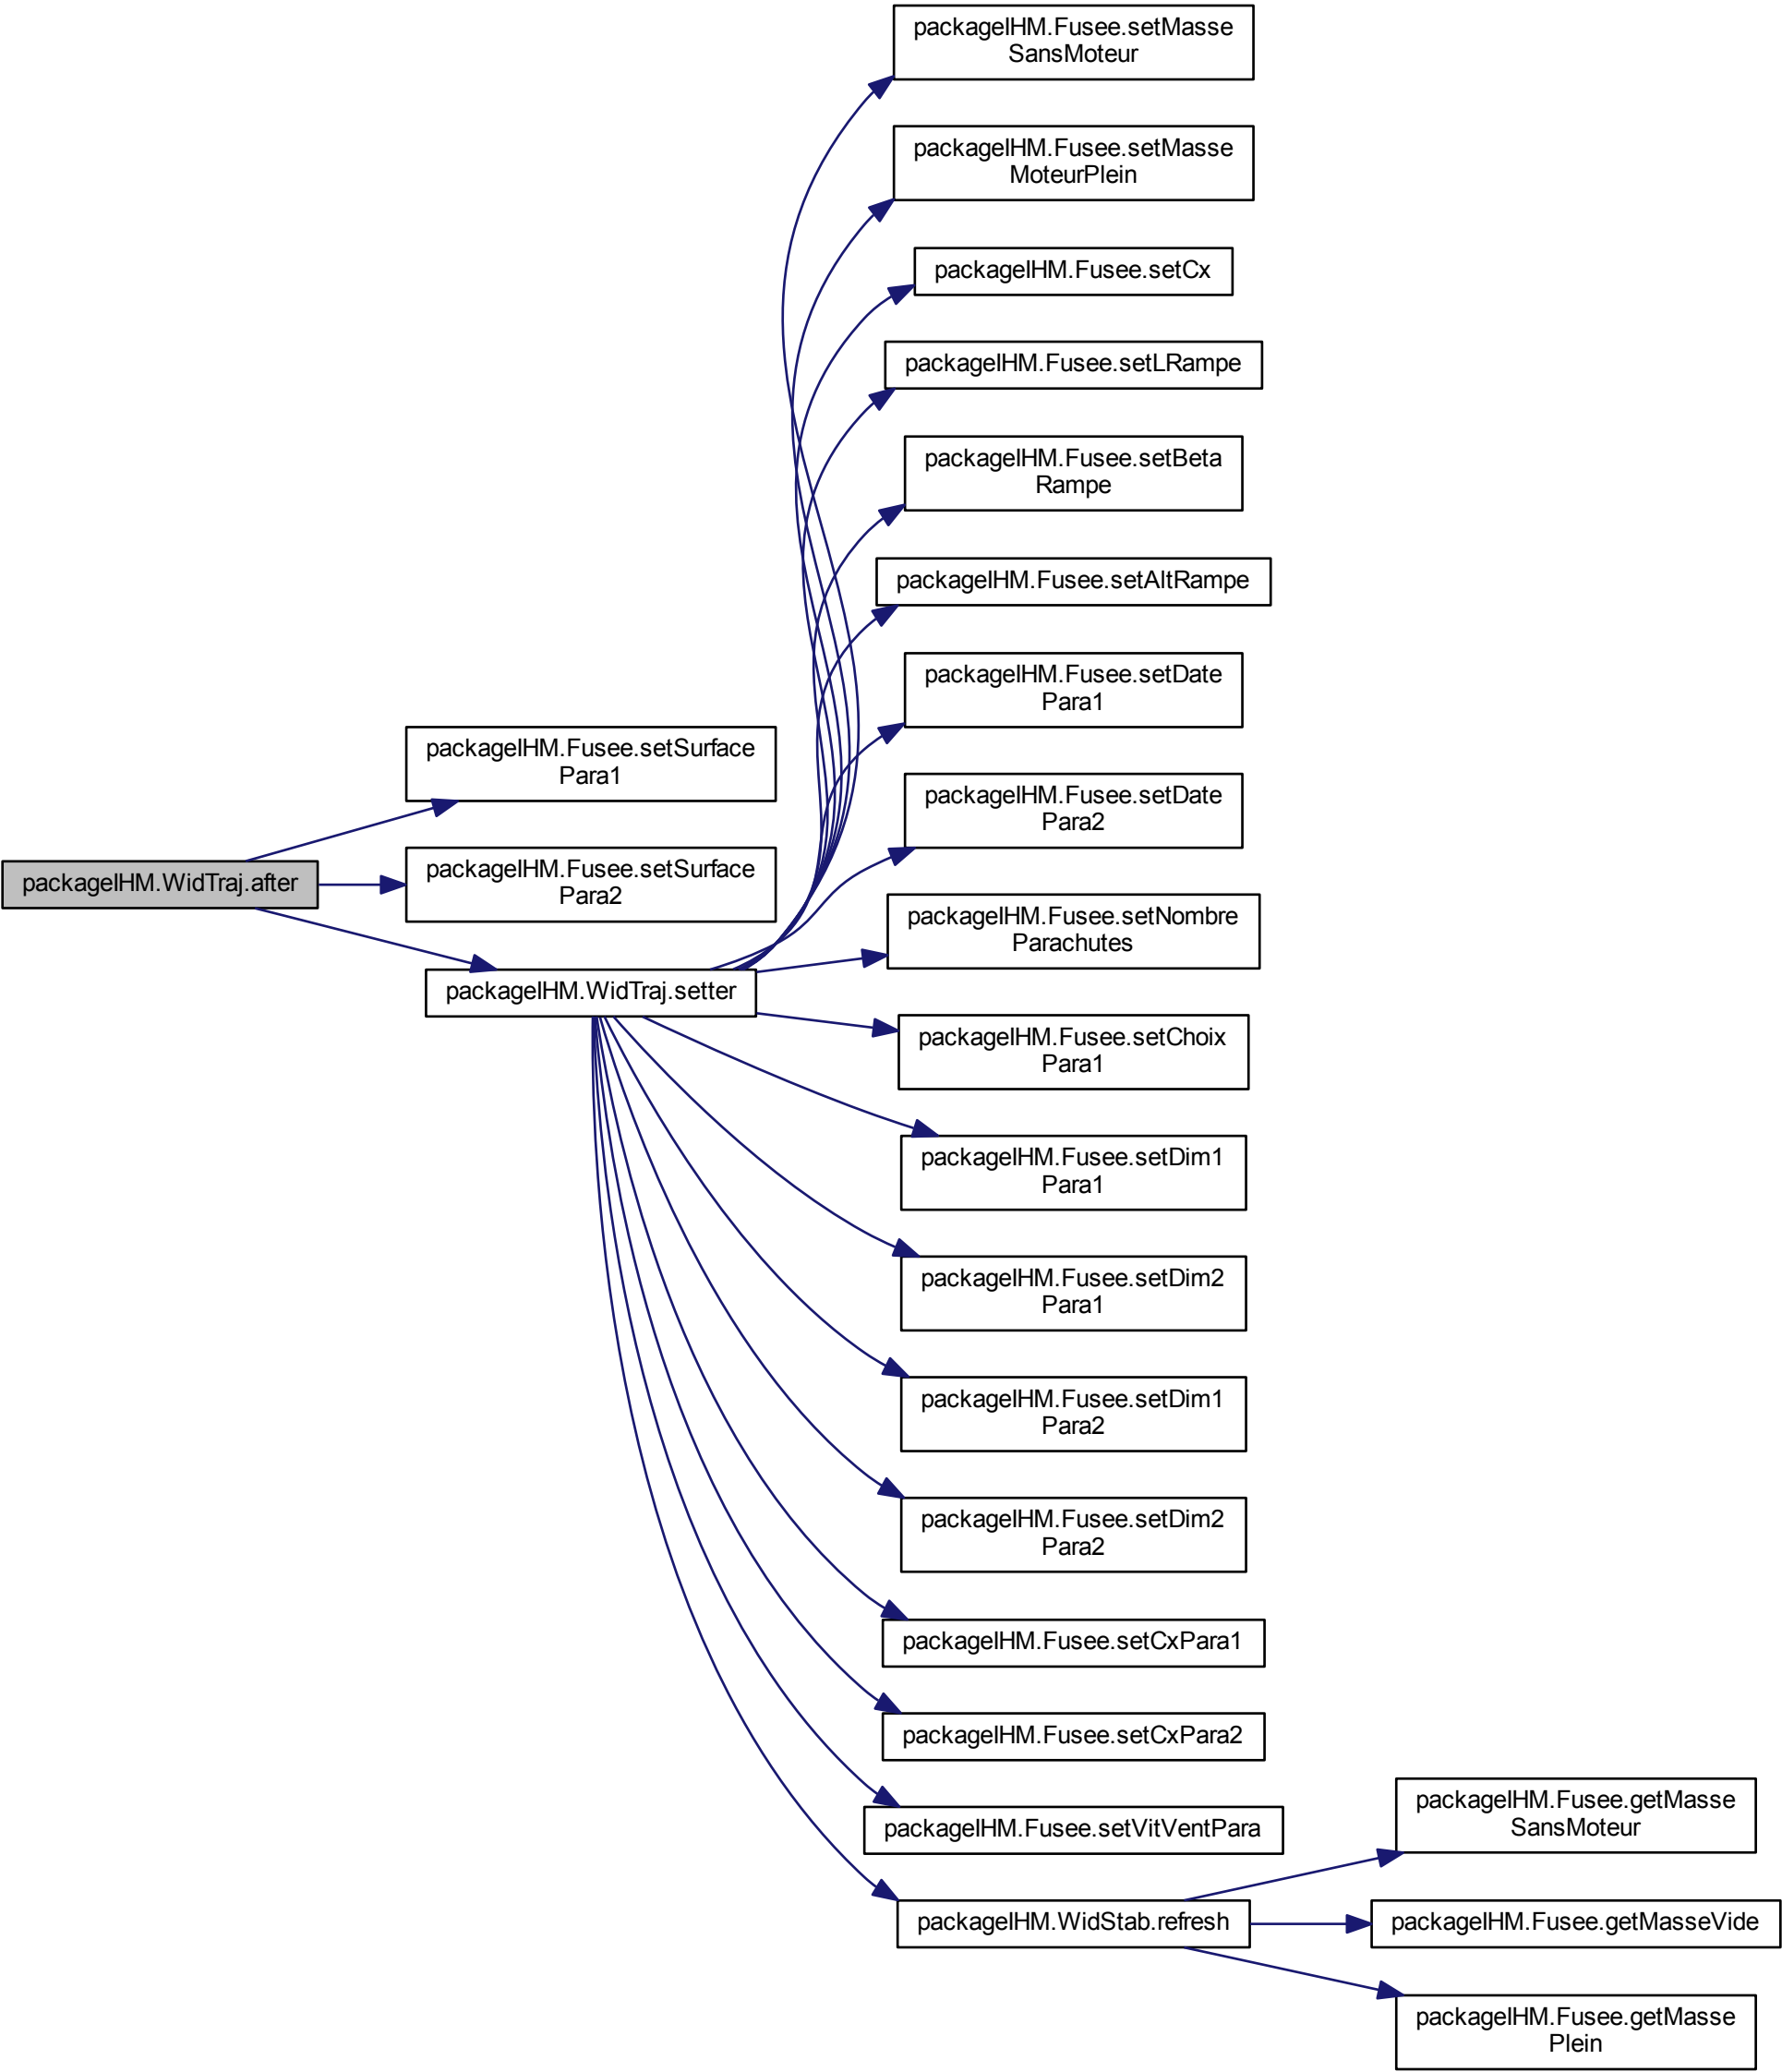 packageIHM.WidTraj.after
packageIHM.Fusee.setSurface
Para1
packageIHM.Fusee.setSurface
Para2
packageIHM.WidTraj.setter
packageIHM.Fusee.setMasse
SansMoteur
packageIHM.Fusee.setMasse
MoteurPlein
packageIHM.Fusee.setCx
packageIHM.Fusee.setLRampe
packageIHM.Fusee.setBeta
Rampe
packageIHM.Fusee.setAltRampe
packageIHM.Fusee.setDate
Para1
packageIHM.Fusee.setDate
Para2
packageIHM.Fusee.setNombre
Parachutes
packageIHM.Fusee.setChoix
Para1
packageIHM.Fusee.setDim1
Para1
packageIHM.Fusee.setDim2
Para1
packageIHM.Fusee.setDim1
Para2
packageIHM.Fusee.setDim2
Para2
packageIHM.Fusee.setCxPara1
packageIHM.Fusee.setCxPara2
packageIHM.Fusee.setVitVentPara
packageIHM.WidStab.refresh
packageIHM.Fusee.getMasse
SansMoteur
packageIHM.Fusee.getMasseVide
packageIHM.Fusee.getMasse
Plein